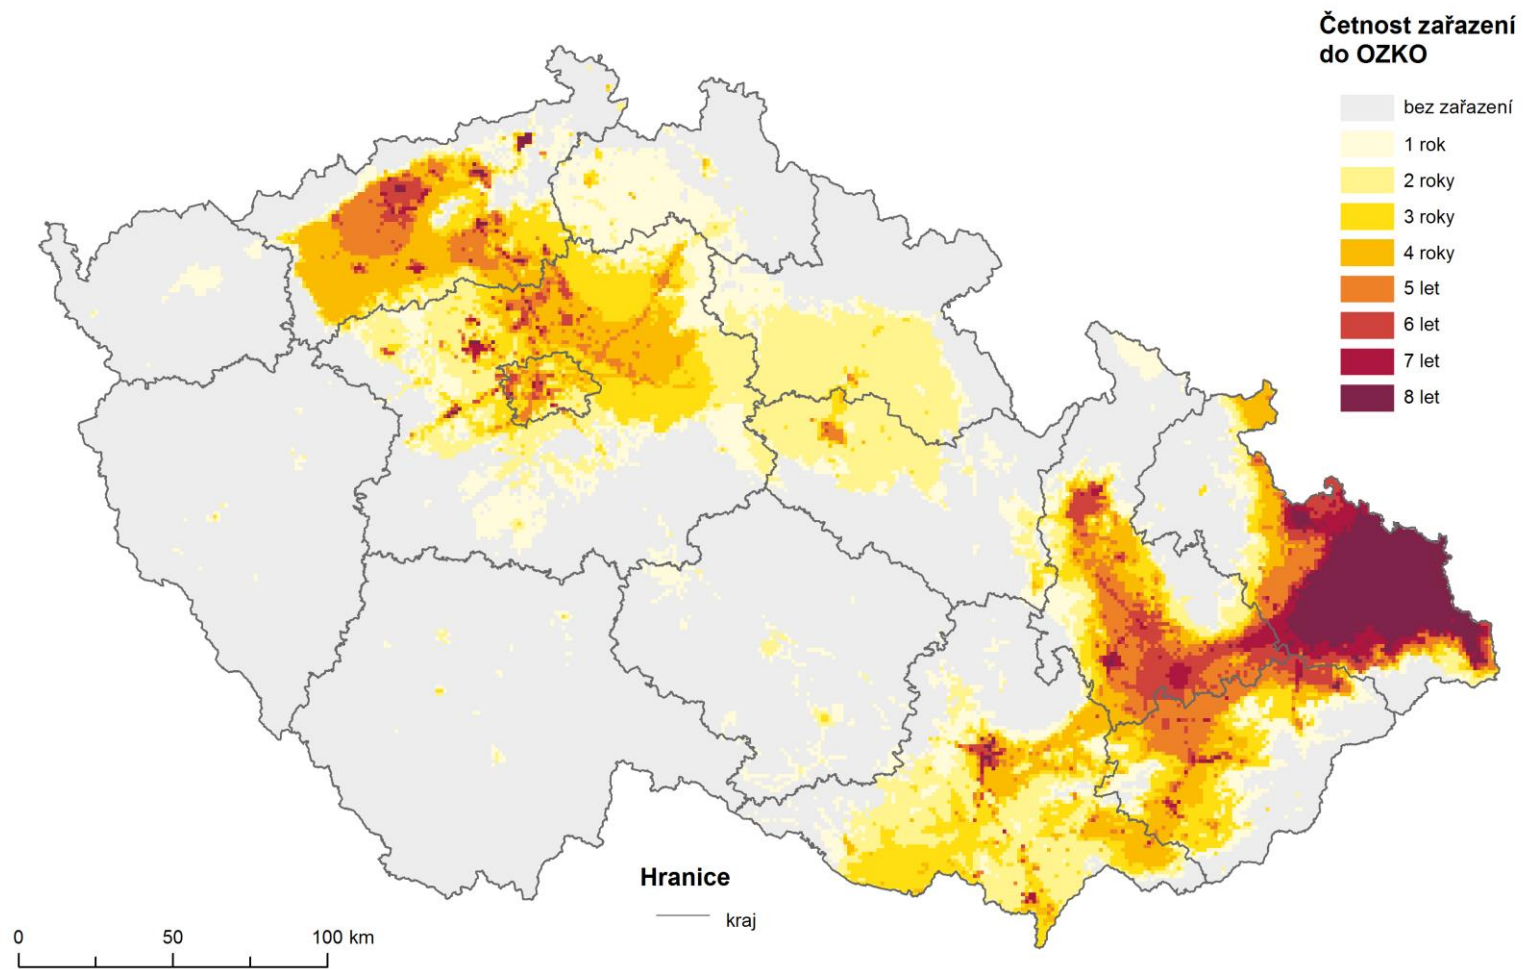 Četnost zařazení
do OZKO
bez zařazení
1 rok
2 roky
3 roky
4 roky
5 let
6 let
7 let
8 let
Hranice
kraj
0 50 100 km